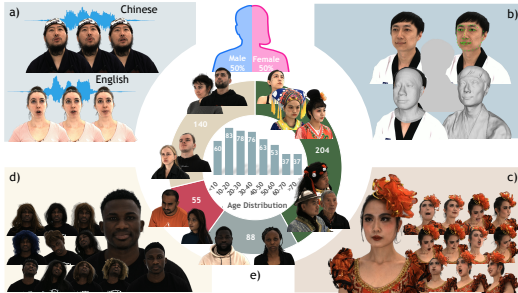 a)
Chinese
English
Male
50%
Female
50%
b)
140
204
60
83
78
76
63
53
37
37
<10
10-20
20-30
30-40
40-50
50-60
60-70
>70
Age Distribution
55
88
c)
d)
e)